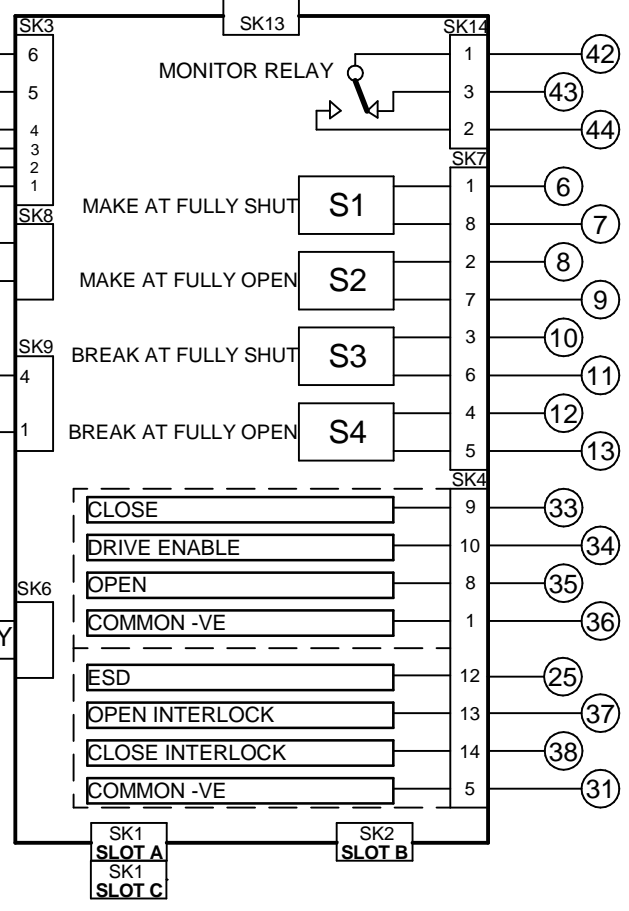 SK3
SK13
SK14
6
5
4
3
2
1
MONITOR RELAY
1
42
3
43
2
44
SK7
MAKE AT FULLY SHUT
S1
1
6
8
7
SK8
MAKE AT FULLY OPEN
S2
2
8
7
9
SK9
4
1
BREAK AT FULLY SHUT
S3
3
10
6
11
BREAK AT FULLY OPEN
S4
4
12
5
13
SK4
CLOSE
9
33
DRIVE ENABLE
10
34
OPEN
8
35
COMMON -VE
1
36
SK6
Y
ESD
12
25
OPEN INTERLOCK
13
37
CLOSE INTERLOCK
14
38
COMMON -VE
5
31
SK1
SLOT A
SK1
SLOT C
SK2
SLOT B